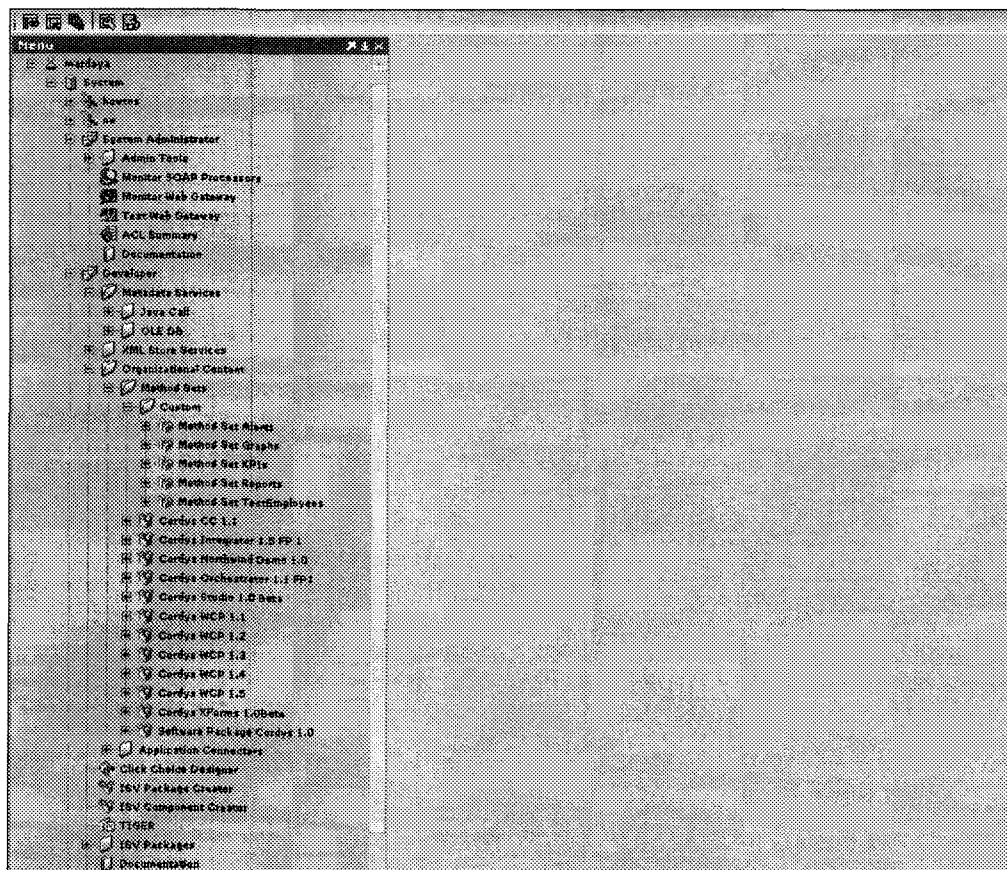 Menu
mardaya
System
System Administrator
Admin Tools
Monitor SOAP Processors
Monitor Web Gateway
Test Web Gateway
ACL Summary
Documentation
Developer
Metadata Services
Java Call
OLE Db
XML Store Services
Organizational Content
Method Sets
Custom
Method Set Alerts
Method Set Graphs
Method Set KPIs
Method Set Reports
Method Set TestEmployees
Cordys CC 1.1
Cordys Integrator 1.5 FP 1
Cordys Northwind Demo 1.0
Cordys Orchestrator 1.1 FP1
Cordys Studio 1.0 Beta
Cordys WCP 1.1
Cordys WCP 1.2
Cordys WCP 1.3
Cordys WCP 1.4
Cordys WCP 1.5
Cordys XForms 1.0Beta
Software Package Cordys 1.0
Application Connectors
Click Choice Designer
ISV Package Creator
ISV Component Creator
TIGER
ISV Packages
Documentation